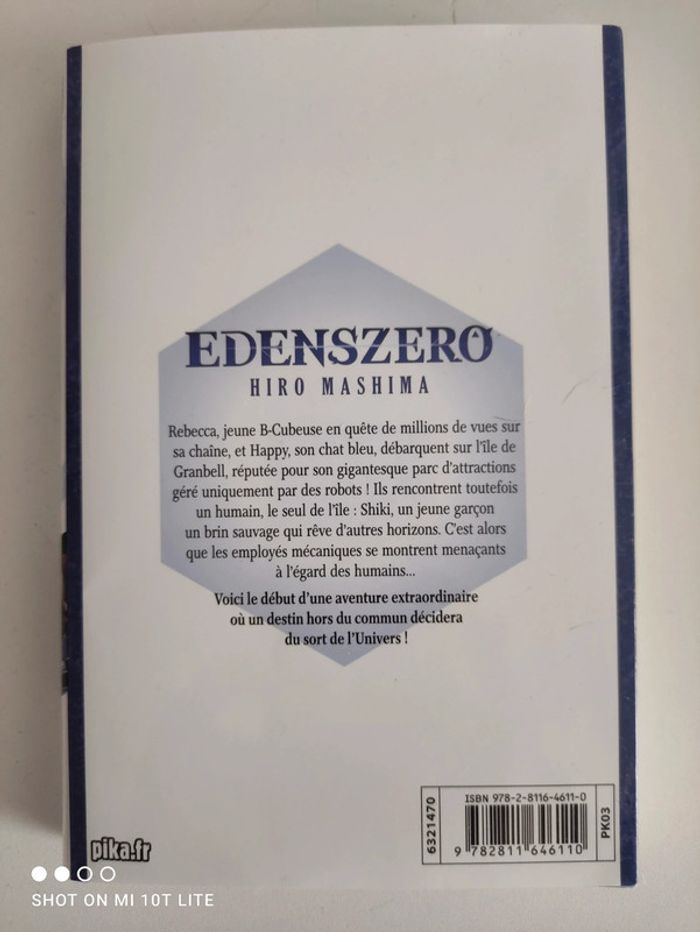 EDENSZERO
HIRO MASHIMA
Rebecca, jeune B-Cubeuse en quête de millions de vues sur
sa chaîne, et Happy, son chat bleu, débarquent sur l'île de
Granbell, réputée pour son gigantesque parc d'attractions
géré uniquement par des robots ! Ils rencontrent toutefois
un humain, le seul de l'île : Shiki, un jeune garçon
un brin sauvage qui rêve d'autres horizons. C'est alors
que les employés mécaniques se montrent menaçants
à l'égard des humains...
Voici le début d'une aventure extraordinaire
où un destin hors du commun décidera
du sort de l'Univers !
6321470
ISBN 978-2-8116-4611-0
9 782811 646110
PK03
pika.fr
SHOT ON MI 10T LITE